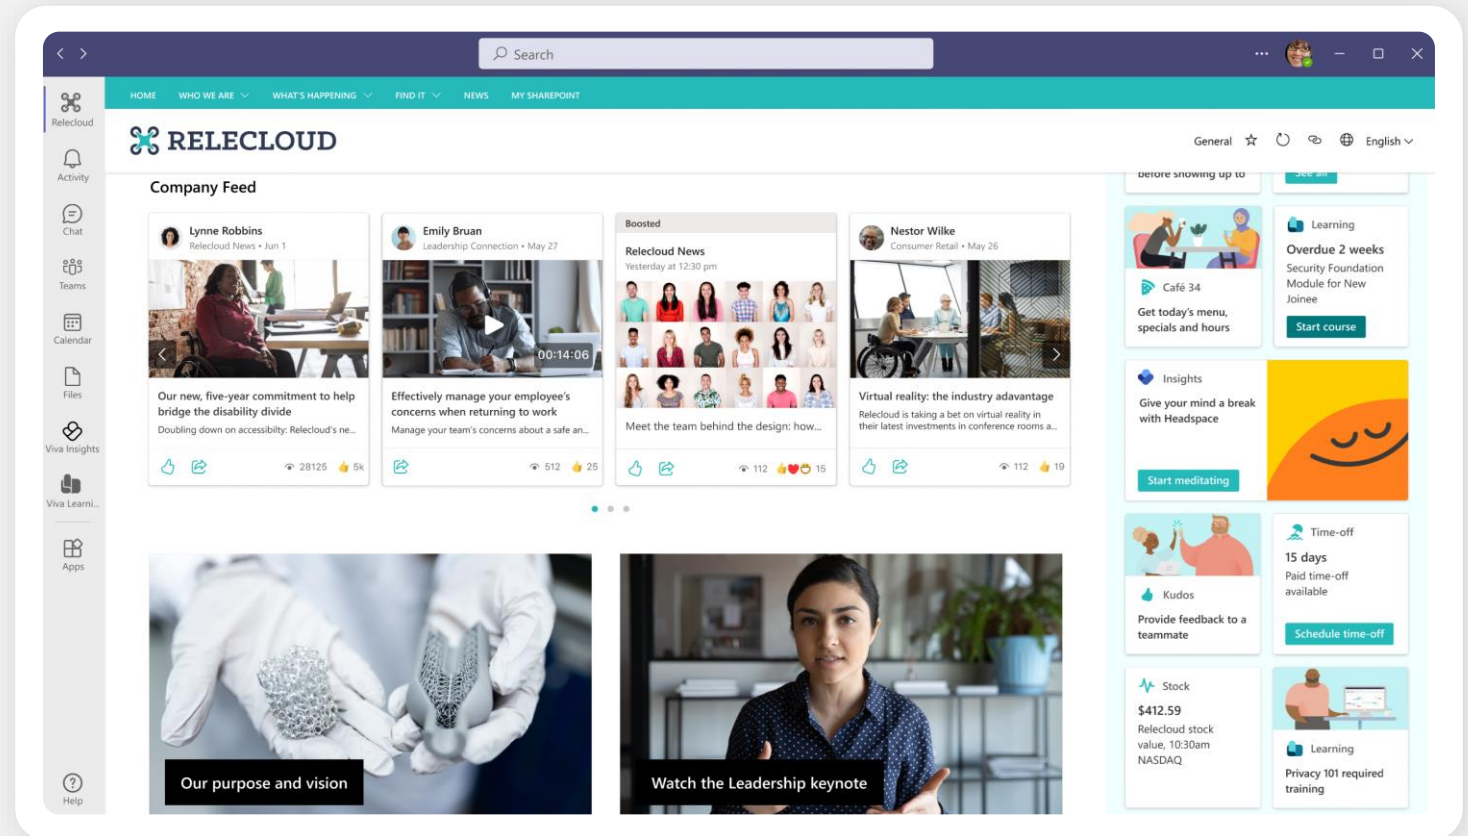 Search
HOME
WHO WE ARE
WHAT'S HAPPENING
FIND IT
NEWS
MY SHAREPOINT
Relecloud
Activity
Chat
Teams
Calendar
Files
Viva Insights
Viva Learni...
Apps
Help
RELECLOUD
General
English
Company Feed
Lynne Robbins
Relecloud News • Jun 1
Our new, five-year commitment to help
bridge the disability divide
Doubling down on accessibilty: Relecloud's ne...
28125
5k
Emily Bruan
Leadership Connection • May 27
00:14:06
Effectively manage your employee's
concerns when returning to work
Manage your team's concerns about a safe an...
512
25
Boosted
Relecloud News
Yesterday at 12:30 pm
Meet the team behind the design: how...
112
15
Nestor Wilke
Consumer Retail • May 26
Virtual reality: the industry adavantage
Relecloud is taking a bet on virtual reality in
their latest investments in conference rooms a...
112
19
Our purpose and vision
Watch the Leadership keynote
before showing up to
See all
Café 34
Get today's menu,
specials and hours
Learning
Overdue 2 weeks
Security Foundation
Module for New
Joinee
Start course
Insights
Give your mind a break
with Headspace
Start meditating
Kudos
Provide feedback to a
teammate
Time-off
15 days
Paid time-off
available
Schedule time-off
Stock
$412.59
Relecloud stock
value, 10:30am
NASDAQ
Learning
Privacy 101 required
training